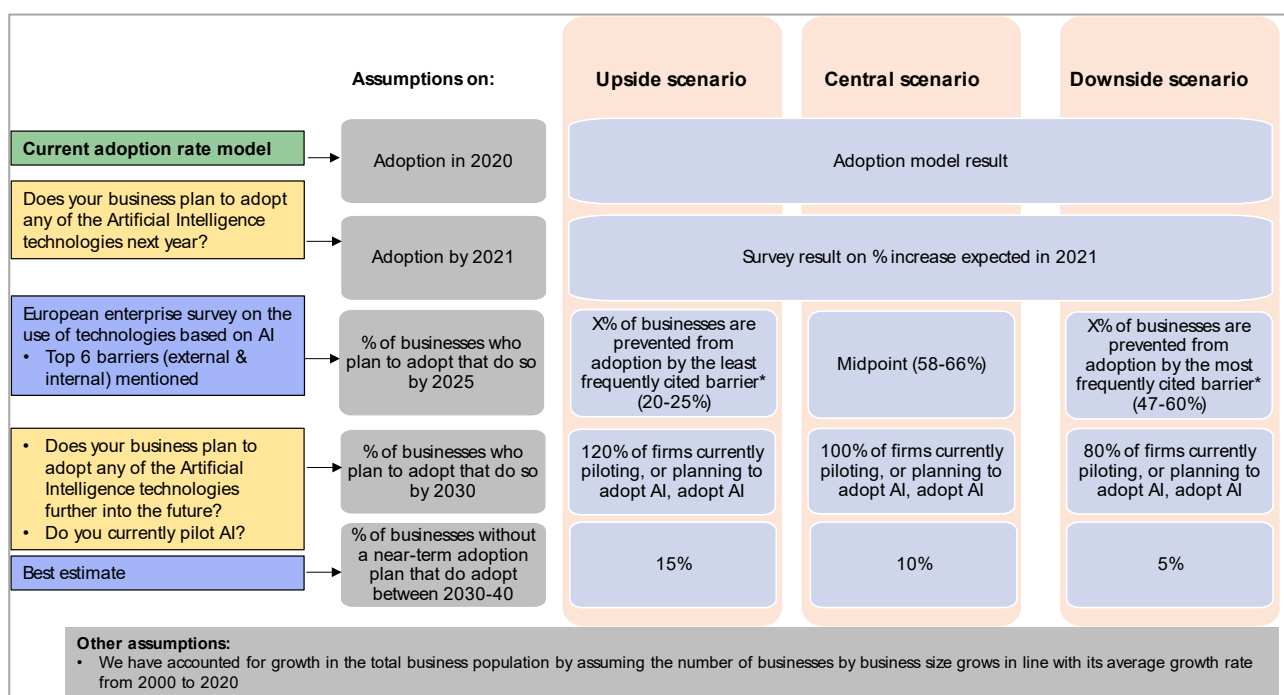 Assumptions on:
Upside scenario
Central scenario
Downside scenario
Current adoption rate model
Adoption in 2020
Adoption model result
Does your business plan to adopt
any of the Artificial Intelligence
technologies next year?
Adoption by 2021
Survey result on % increase expected in 2021
European enterprise survey on the
use of technologies based on AI
• Top 6 barriers (external &
internal) mentioned
% of businesses who
plan to adopt that do so
by 2025
X% of businesses are
prevented from
adoption by the least
frequently cited barrier*
(20-25%)
Midpoint (58-66%)
X% of businesses are
prevented from
adoption by the most
frequently cited barrier*
(47-60%)
• Does your business plan to
adopt any of the Artificial
Intelligence technologies
further into the future?
• Do you currently pilot AI?
% of businesses who
plan to adopt that do so
by 2030
120% of firms currently
piloting, or planning to
adopt AI, adopt AI
100% of firms currently
piloting, or planning to
adopt AI, adopt AI
80% of firms currently
piloting, or planning to
adopt AI, adopt AI
Best estimate
% of businesses without
a near-term adoption
plan that do adopt
between 2030-40
15%
10%
5%
Other assumptions:
• We have accounted for growth in the total business population by assuming the number of businesses by business size grows in line with its average growth rate
from 2000 to 2020